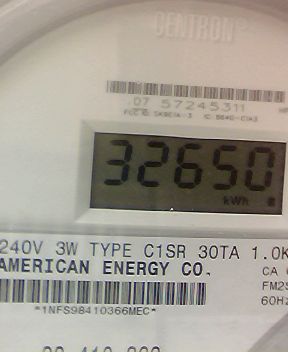 CENTRON®
07 57245311
32650
kWh
240V 3W TYPE C1SR 30TA 1.0K
AMERICAN ENERGY CO.
CA
FM2S
60Hz
*1NFS98410366MEC*